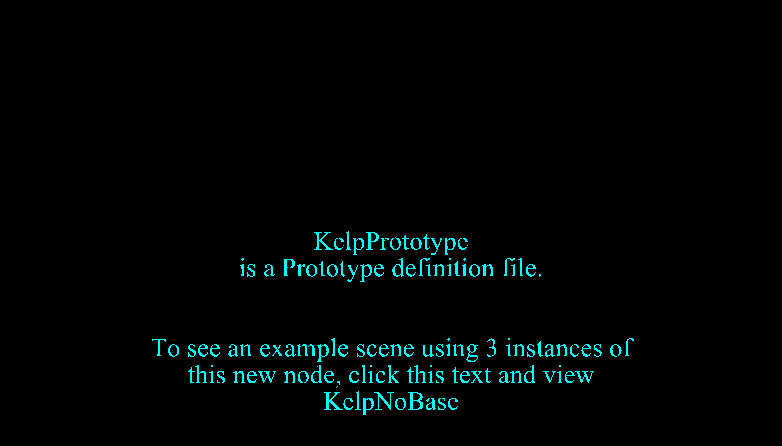 KelpPrototype
is a Prototype definition file.
To see an example scene using 3 instances of
this new node, click this text and view
KelpNoBase